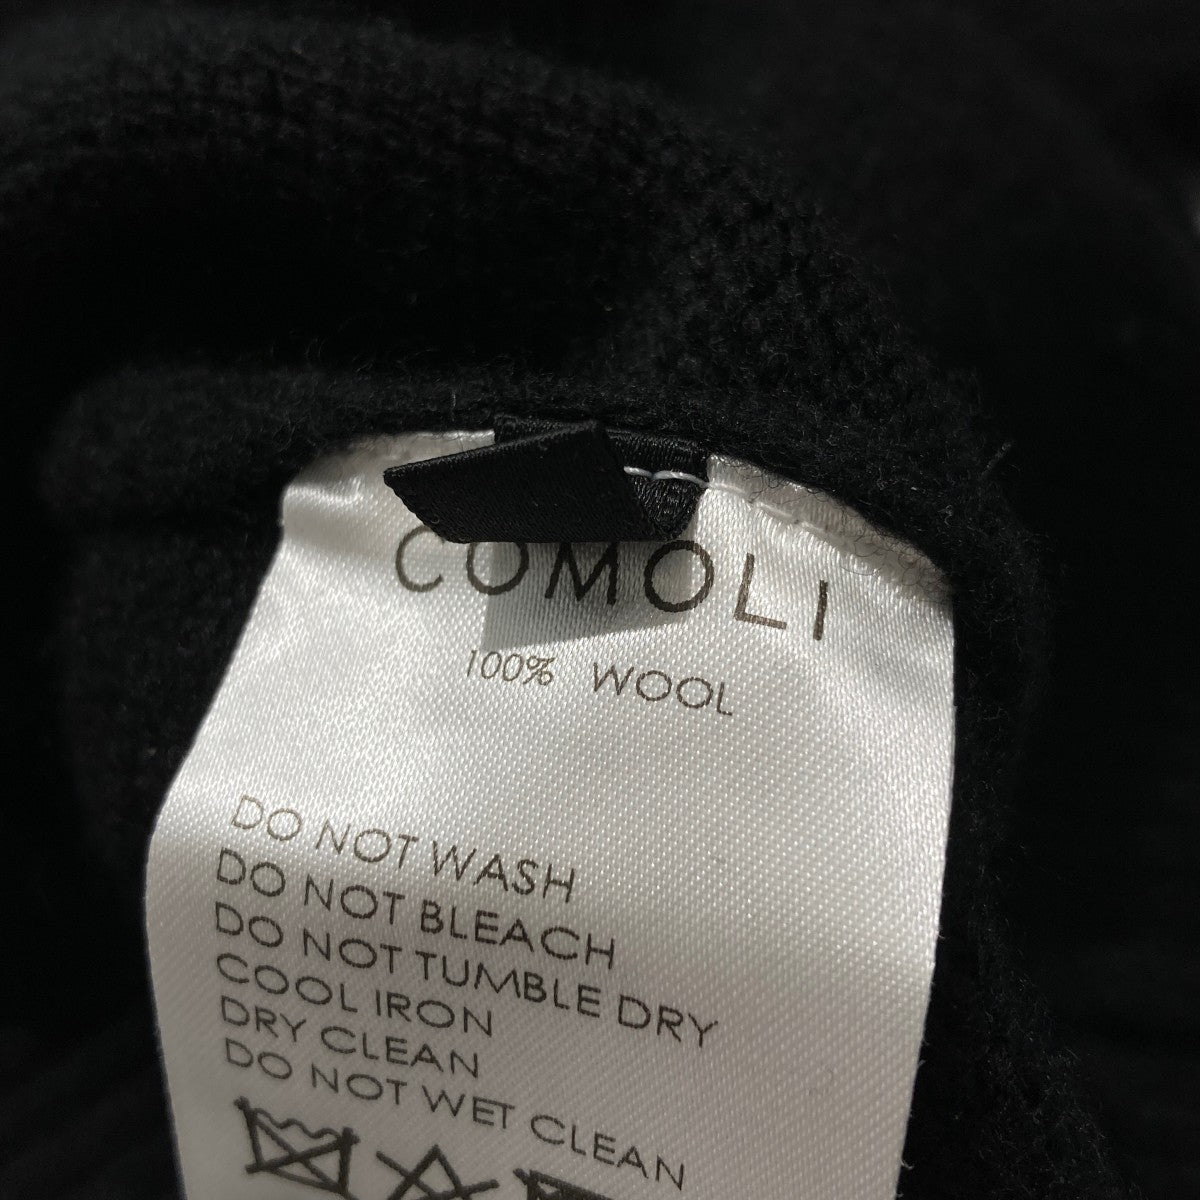 COMOLI
100% WOOL
DO NOT WASH
DO NOT BLEACH
DO NOT TUMBLE DRY
COOL IRON
DRY CLEAN
DO NOT WET CLEAN